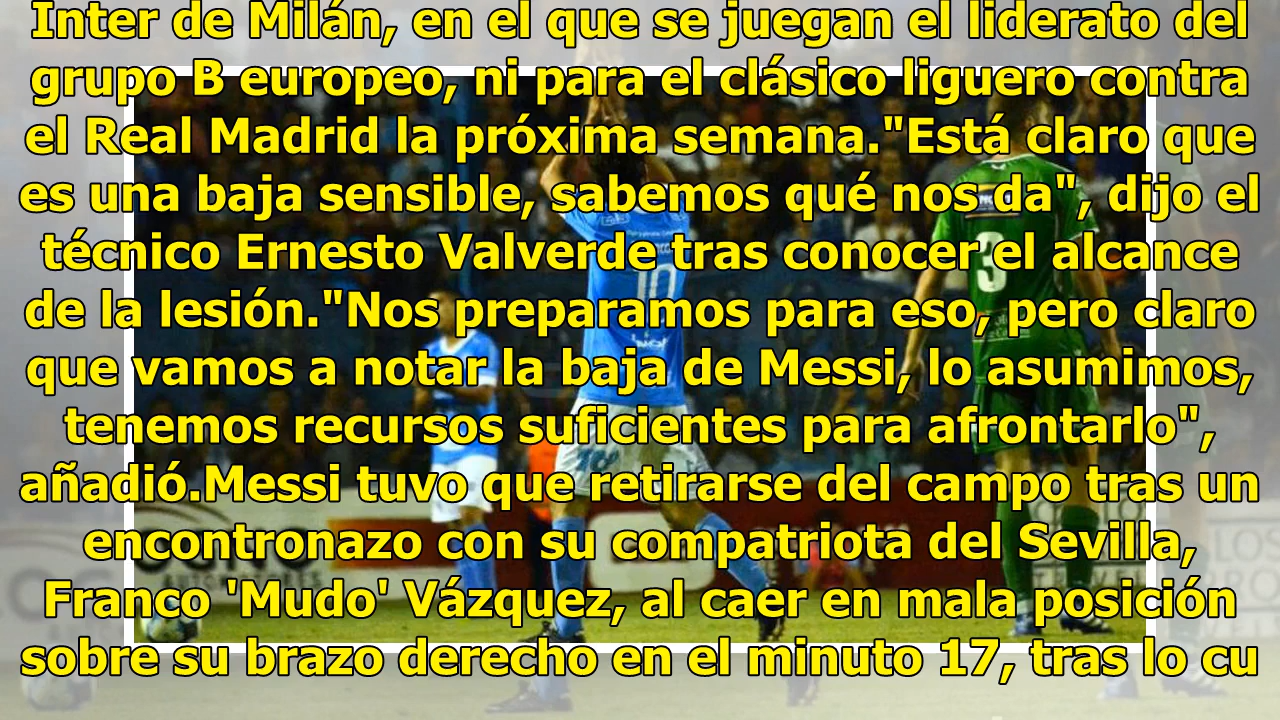 Inter de Milán, en el que se juegan el liderato del
grupo B europeo, ni para el clásico liguero contra
el Real Madrid la próxima semana."Está claro que
es una baja sensible, sabemos qué nos da", dijo el
técnico Ernesto Valverde tras conocer el alcance
de la lesión."Nos preparamos para eso, pero claro
que vamos a notar la baja de Messi, lo asumimos,
tenemos recursos suficientes para afrontarlo",
añadió.Messi tuvo que retirarse del campo tras un
encontronazo con su compatriota del Sevilla,
Franco 'Mudo' Vázquez, al caer en mala posición
sobre su brazo derecho en el minuto 17, tras lo cu
10
3